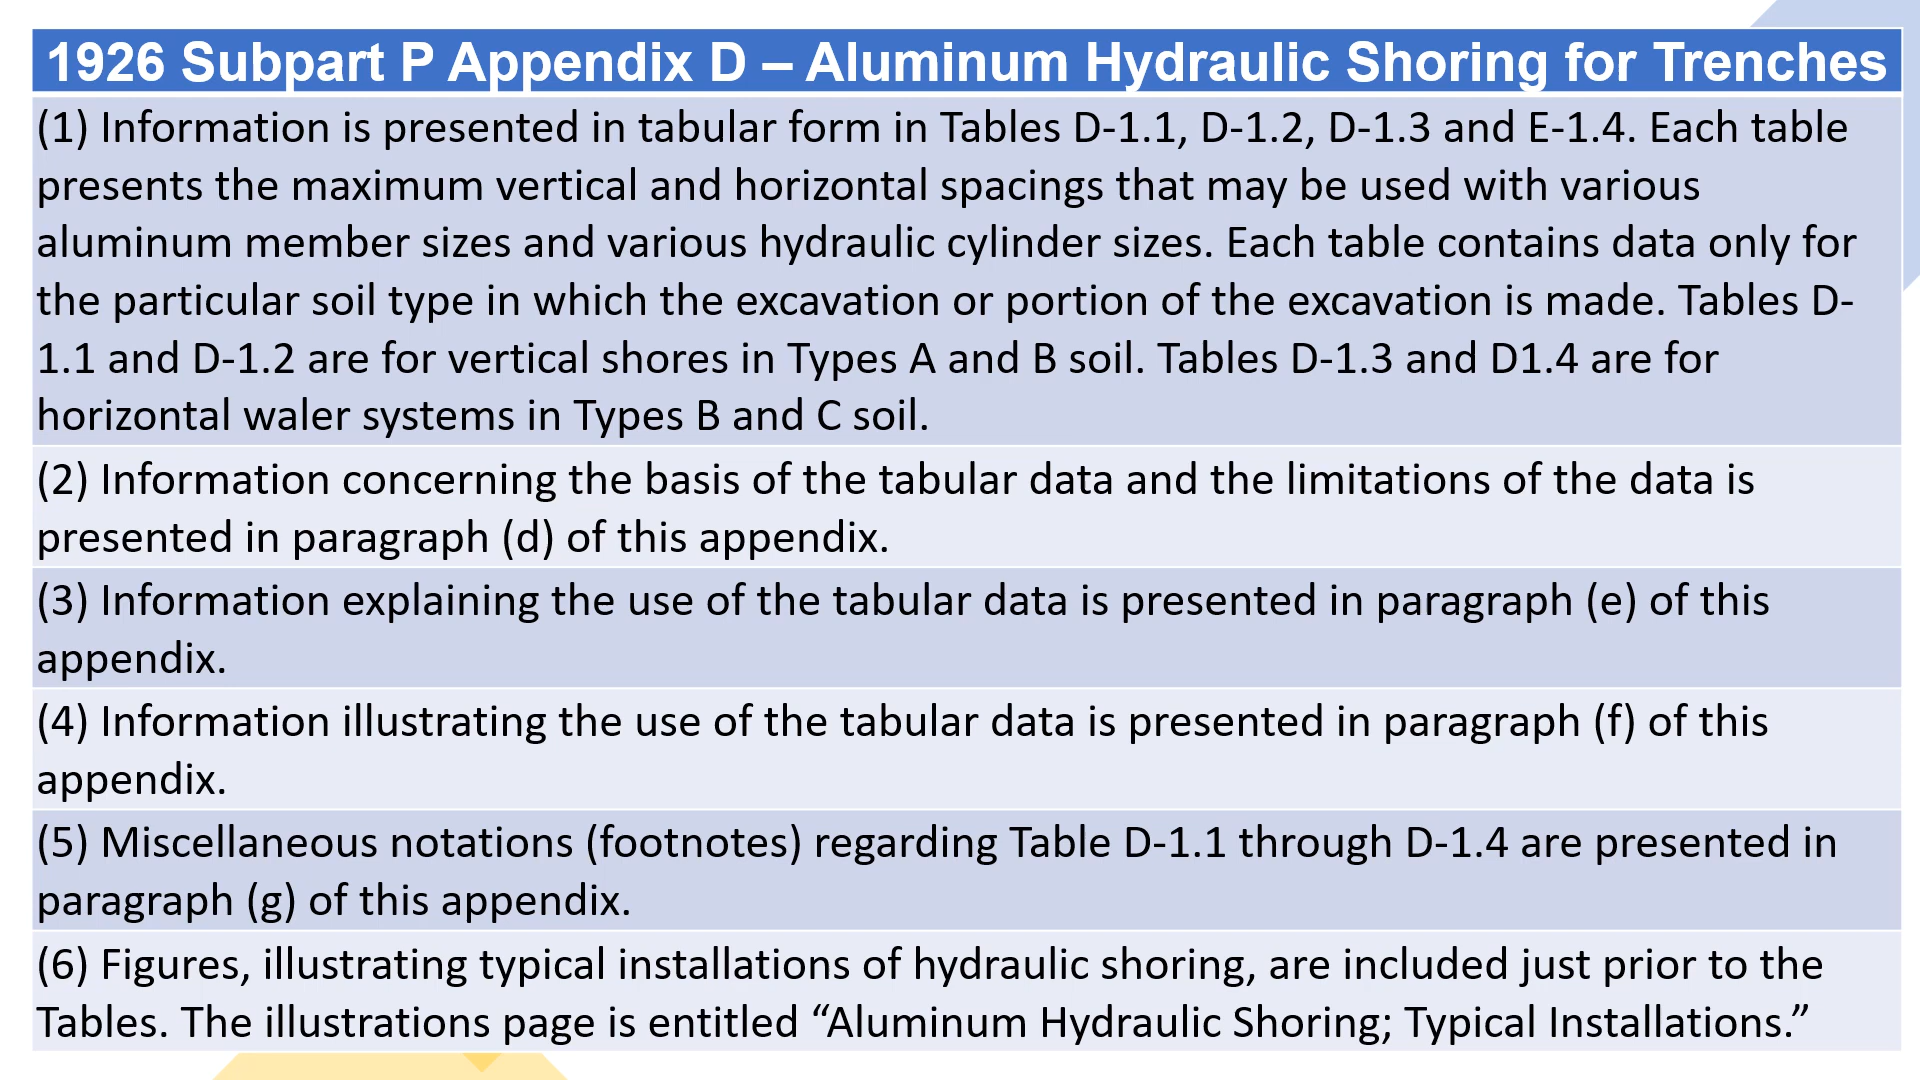 1926 Subpart P Appendix D – Aluminum Hydraulic Shoring for Trenches
(1) Information is presented in tabular form in Tables D-1.1, D-1.2, D-1.3 and E-1.4. Each table
presents the maximum vertical and horizontal spacings that may be used with various
aluminum member sizes and various hydraulic cylinder sizes. Each table contains data only for
the particular soil type in which the excavation or portion of the excavation is made. Tables D-
1.1 and D-1.2 are for vertical shores in Types A and B soil. Tables D-1.3 and D1.4 are for
horizontal waler systems in Types B and C soil.
(2) Information concerning the basis of the tabular data and the limitations of the data is
presented in paragraph (d) of this appendix.
(3) Information explaining the use of the tabular data is presented in paragraph (e) of this
appendix.
(4) Information illustrating the use of the tabular data is presented in paragraph (f) of this
appendix.
(5) Miscellaneous notations (footnotes) regarding Table D-1.1 through D-1.4 are presented in
paragraph (g) of this appendix.
(6) Figures, illustrating typical installations of hydraulic shoring, are included just prior to the
Tables. The illustrations page is entitled “Aluminum Hydraulic Shoring; Typical Installations.”